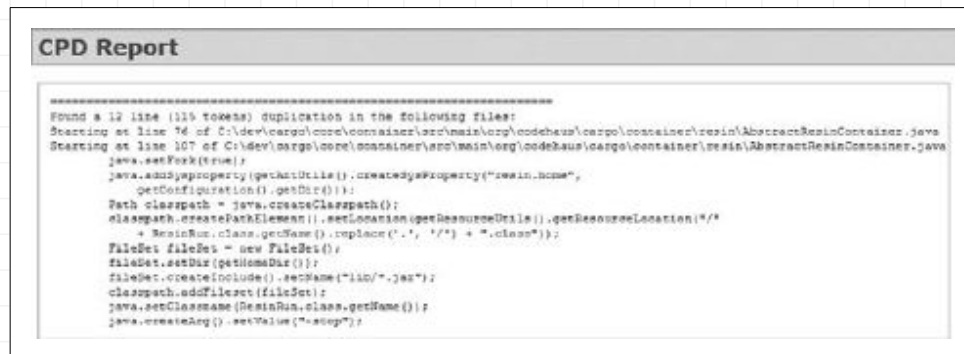 CPD Report
=====================================================================
Found a 12 line (115 tokens) duplication in the following files:
Starting at line 76 of C:\dev\cargo\core\container\src\main\org\codehaus\cargo\container\resin\AbstractResinContainer.java
Starting at line 107 of C:\dev\cargo\core\container\src\main\org\codehaus\cargo\container\resin\AbstractResinContainer.java
java.setFork(true);
java.addSysproperty(getAntUtils().createSysProperty("resin.home",
getConfiguration().getDir()));
Path classpath = java.createClasspath();
classpath.createPathElement().setLocation(getResourceUtils().getResourceLocation("/"
+ ResinRun.class.getName().replace('.', '/') + ".class"));
FileSet fileSet = new FileSet();
fileSet.setDir(getHomeDir());
fileSet.createInclude().setName("lib/*.jar");
classpath.addFileset(fileSet);
java.setClassname(ResinRun.class.getName());
java.createArg().setValue("-stop");